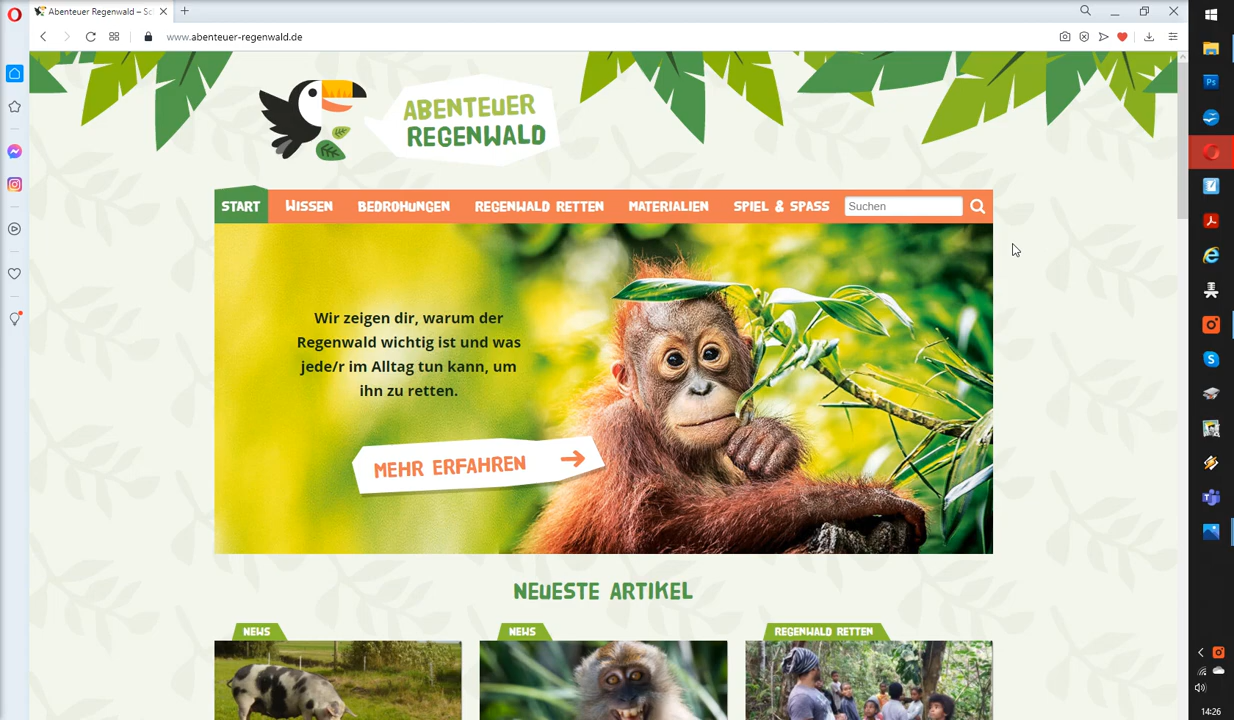 Abenteuer Regenwald – Sc
www.abenteuer-regenwald.de
ABENTEUER
REGENWALD
START WISSEN BEDROHUNGEN REGENWALD RETTEN MATERIALIEN SPIEL & SPASS Suchen
Wir zeigen dir, warum der
Regenwald wichtig ist und was
jede/r im Alltag tun kann, um
ihn zu retten.
MEHR ERFAHREN
NEUESTE ARTIKEL
NEWS NEWS REGENWALD RETTEN
Ps
14:26